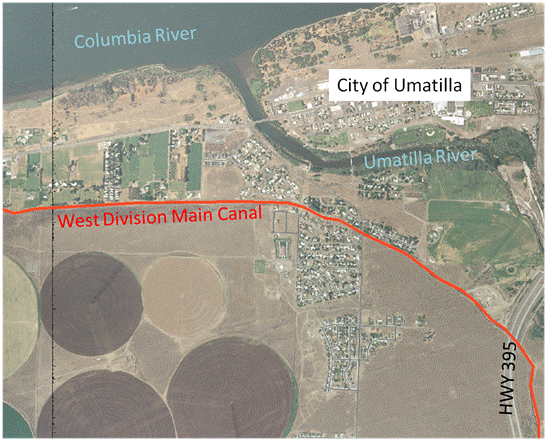 Columbia River
City of Umatilla
Umatilla River
West Division Main Canal
HWY 395